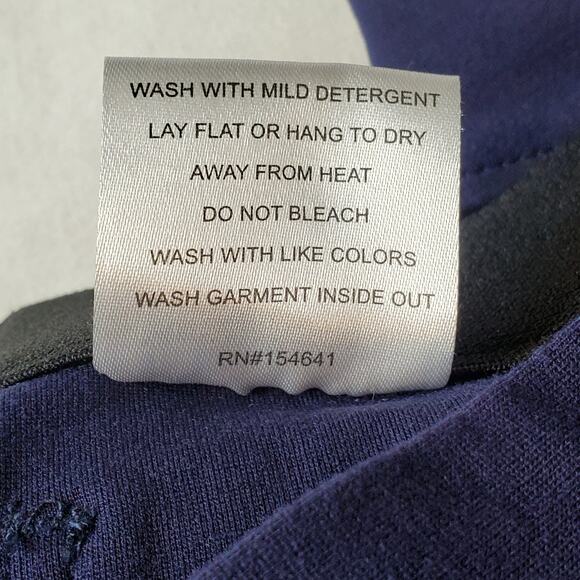 WASH WITH MILD DETERGENT
LAY FLAT OR HANG TO DRY
AWAY FROM HEAT
DO NOT BLEACH
WASH WITH LIKE COLORS
WASH GARMENT INSIDE OUT
RN#154641